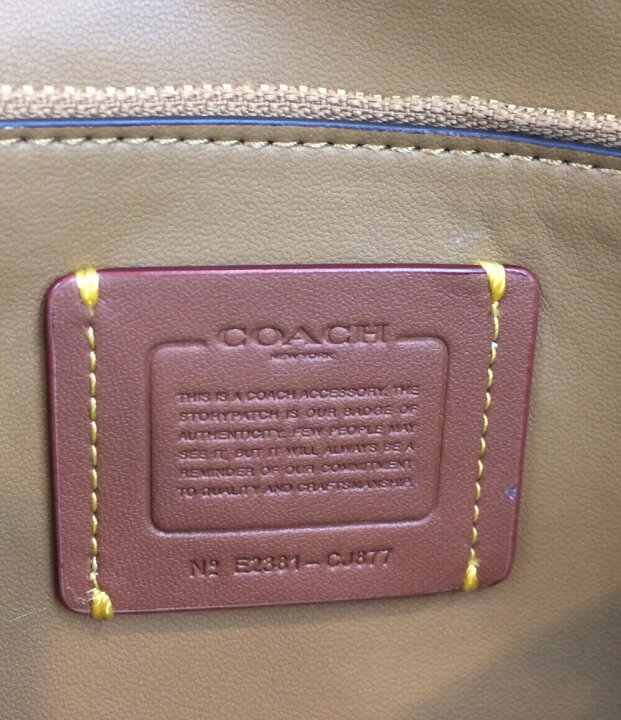 COACH
NEW YORK
THIS IS A COACH ACCESSORY. THE
STORYPATCH IS OUR BADGE OF
AUTHENTICITY. FEW PEOPLE MAY
SEE IT, BUT IT WILL ALWAYS BE A
REMINDER OF OUR COMMITMENT
TO QUALITY AND CRAFTSMANSHIP.
Nº E2381-CJ877